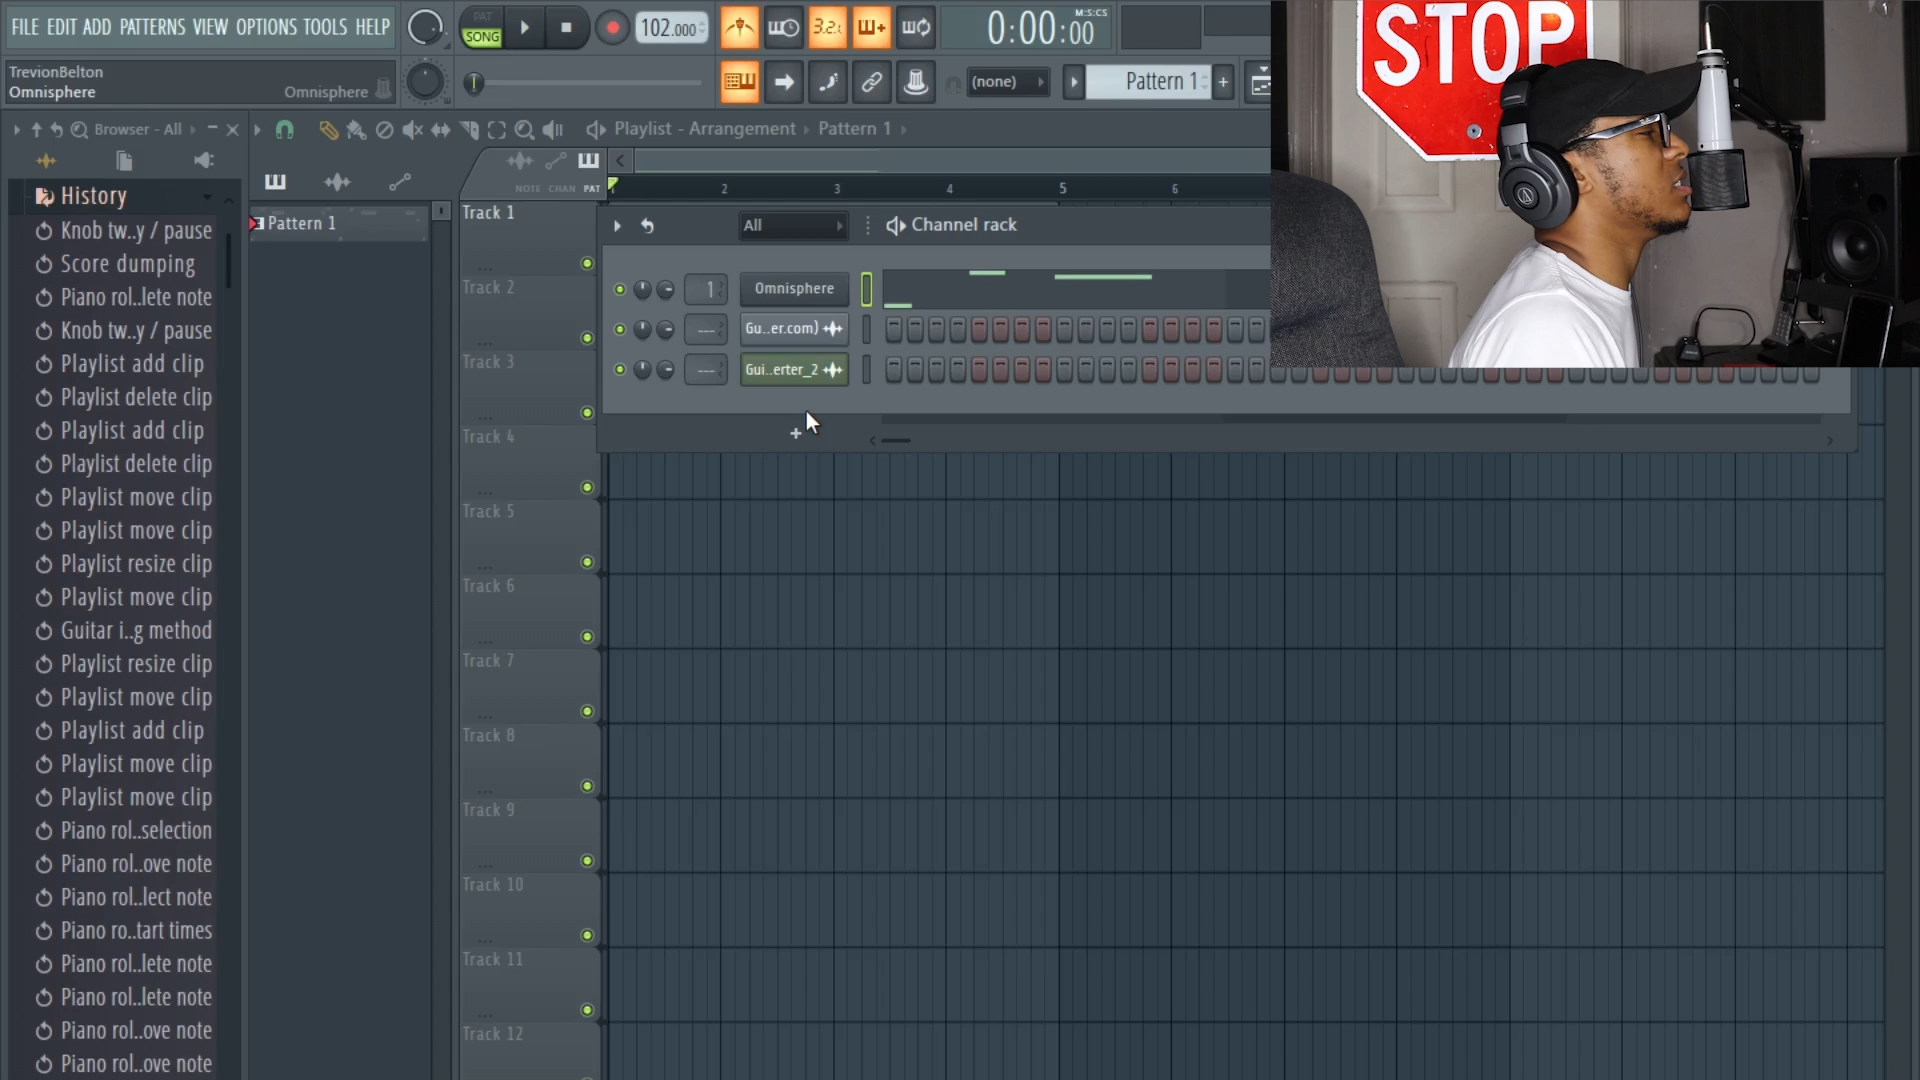 FILE EDIT ADD PATTERNS VIEW OPTIONS TOOLS HELP
PAT
SONG
102.000
3.2.
0:00:00
M:S:CS
TrevionBelton
Omnisphere
Omnisphere
(none)
Pattern 1
+
Browser - All
Playlist - Arrangement
Pattern 1
STOP
NOTE CHAN PAT
2 3 4 5 6
History
Knob tw..y / pause
Score dumping
Piano rol..lete note
Knob tw..y / pause
Playlist add clip
Playlist delete clip
Playlist add clip
Playlist delete clip
Playlist move clip
Playlist move clip
Playlist resize clip
Playlist move clip
Guitar i..g method
Playlist resize clip
Playlist move clip
Playlist add clip
Playlist move clip
Playlist move clip
Piano rol..selection
Piano rol..ove note
Piano rol..lect note
Piano ro..tart times
Piano rol..lete note
Piano rol..lete note
Piano rol..ove note
Piano rol..ove note
Pattern 1
Track 1
Track 2
Track 3
Track 4
Track 5
Track 6
Track 7
Track 8
Track 9
Track 10
Track 11
Track 12
All
Channel rack
1
Omnisphere
---
Gu..er.com)
---
Gui..erter_2
+